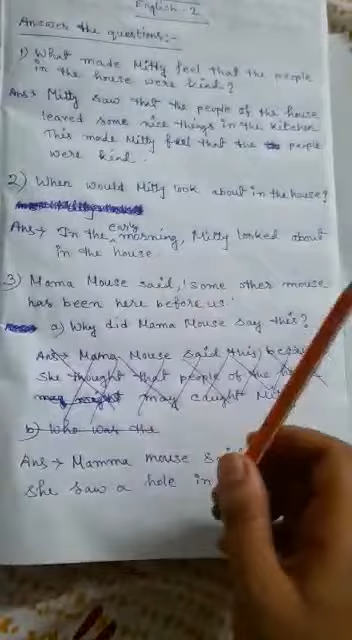 English-2
Answer the questions:-
1) What made Mitty feel that the people
in the house were kind?
Ans→ Mitty saw that the people of the house
leaved some nice things in the kitchen
This made Mitty feel that the people
were kind.
2) When would Mitty look about in the house?
Ans→ In the early morning, Mitty looked about
in the house.
3) Mama Mouse said, 'some other mouse
has been here before us.'
a) Why did Mama Mouse say this?
Ans→ Mama Mouse said this
she thought that people of the
may caught
b) Who was the
Ans→ Mamma mouse
she saw a hole in